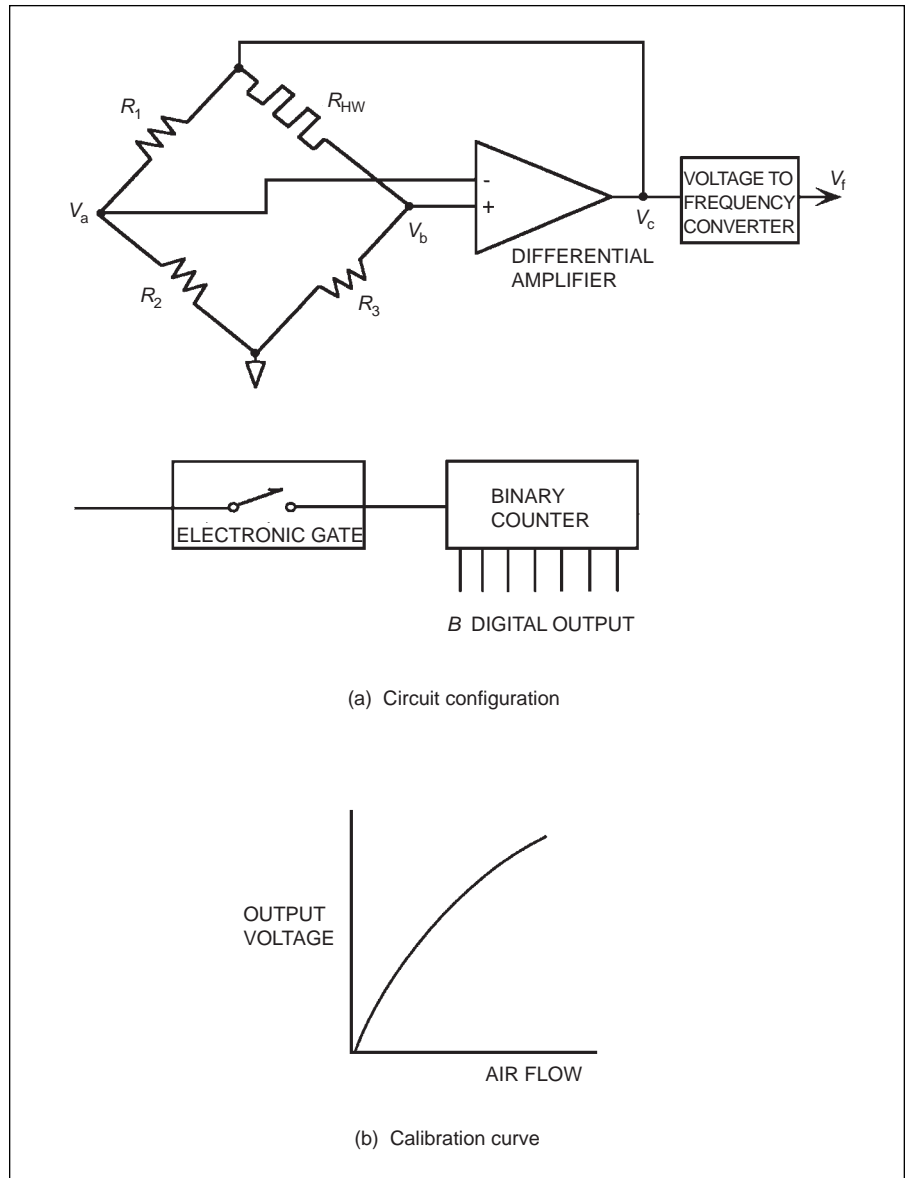 R1
RHW
Va
-
+
Vb
R2
R3
DIFFERENTIAL
AMPLIFIER
Vc
VOLTAGE TO
FREQUENCY
CONVERTER
Vf
ELECTRONIC GATE
BINARY
COUNTER
B DIGITAL OUTPUT
(a) Circuit configuration
OUTPUT
VOLTAGE
AIR FLOW
(b) Calibration curve